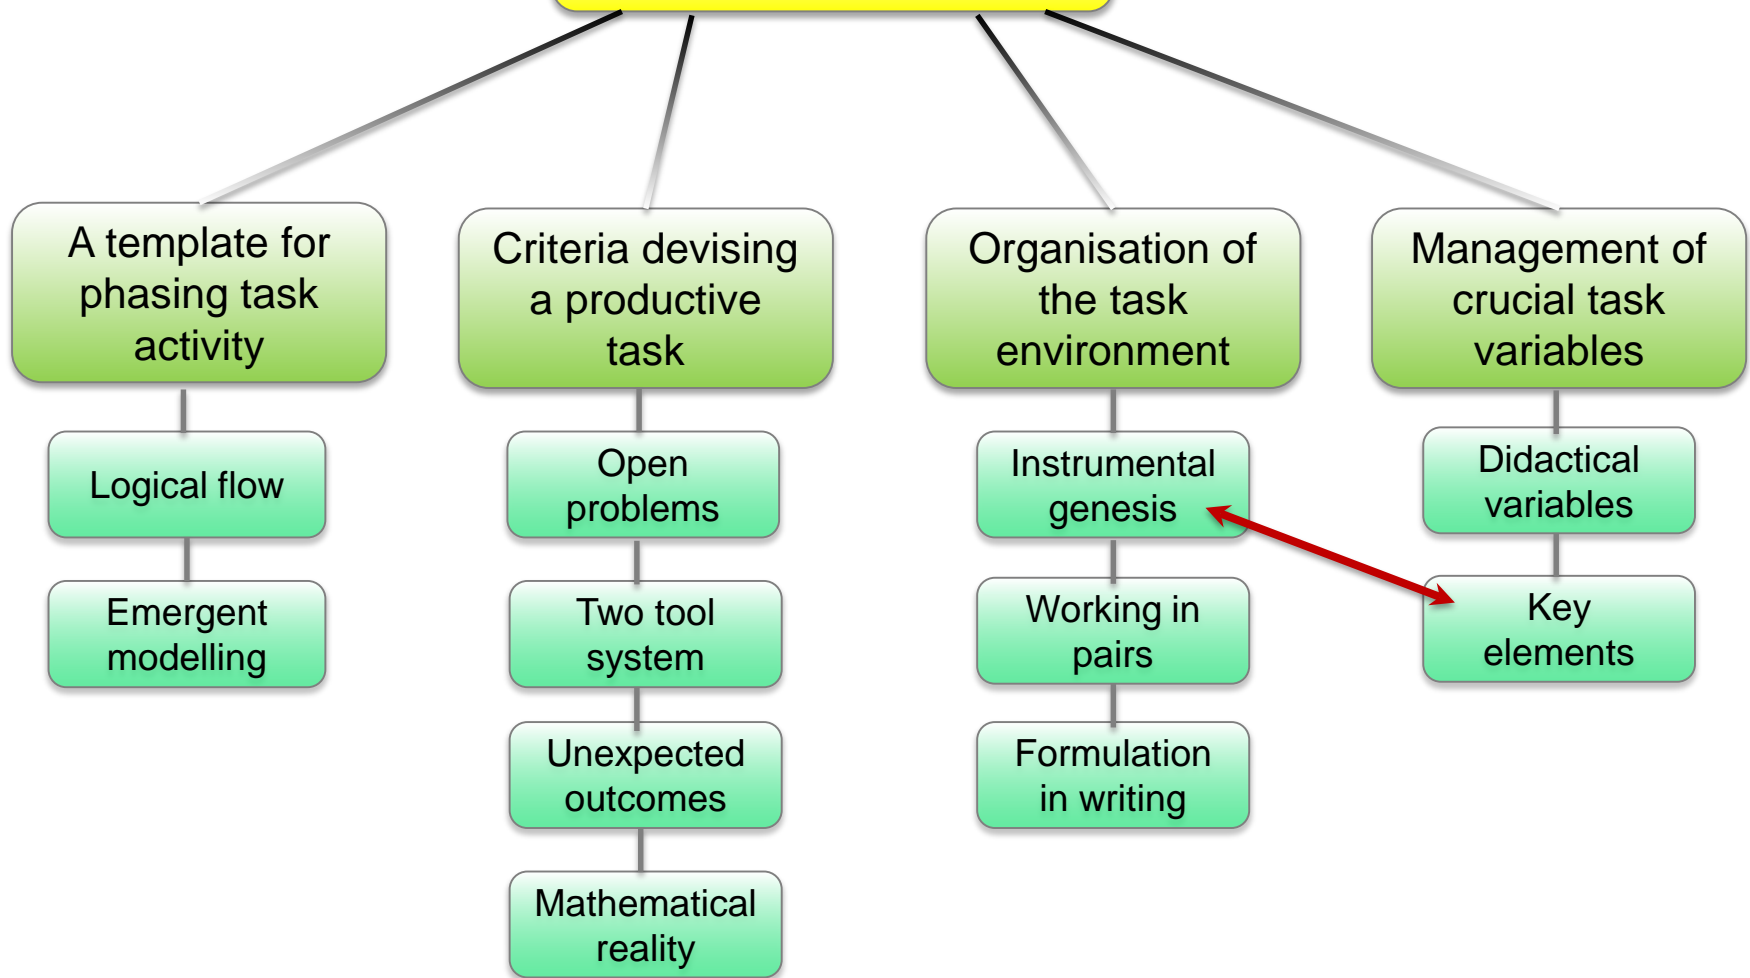 A template for
phasing task
activity
Logical flow
Emergent
modelling
Criteria devising
a productive
task
Open
problems
Two tool
system
Unexpected
outcomes
Mathematical
reality
Organisation of
the task
environment
Instrumental
genesis
Working in
pairs
Formulation
in writing
Management of
crucial task
variables
Didactical
variables
Key
elements